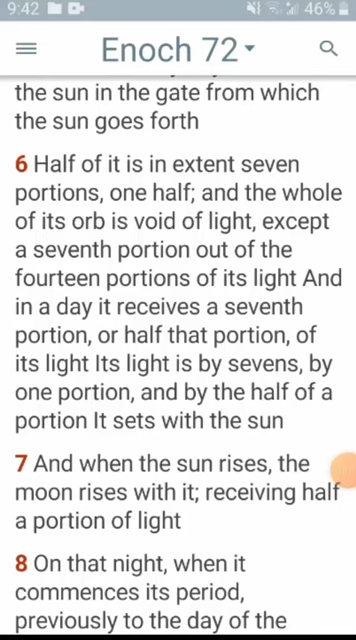 9:42
46%
Enoch 72
the sun in the gate from which
the sun goes forth
6 Half of it is in extent seven
portions, one half; and the whole
of its orb is void of light, except
a seventh portion out of the
fourteen portions of its light And
in a day it receives a seventh
portion, or half that portion, of
its light Its light is by sevens, by
one portion, and by the half of a
portion It sets with the sun
7 And when the sun rises, the
moon rises with it; receiving half
a portion of light
8 On that night, when it
commences its period,
previously to the day of the